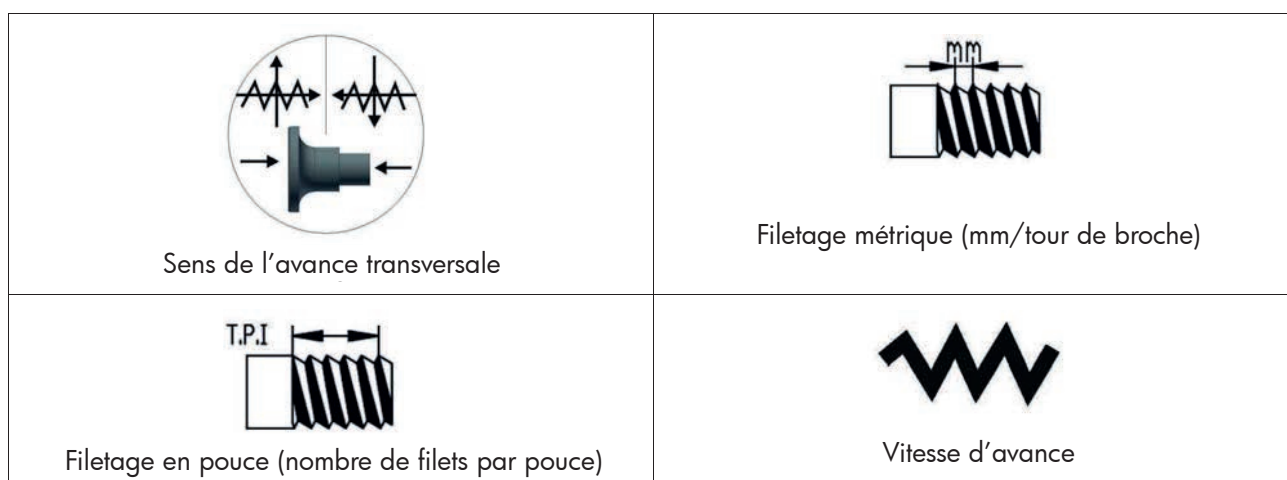 Sens de l'avance transversale
mm
Filetage métrique (mm/tour de broche)
T.P.I
Filetage en pouce (nombre de filets par pouce)
Vitesse d'avance